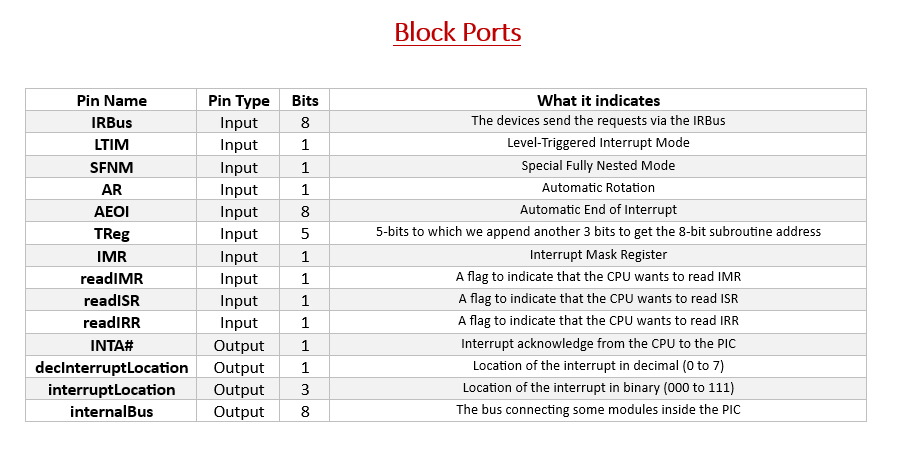 Block Ports
Pin Name Pin Type Bits What it indicates
IRBus Input 8 The devices send the requests via the IRBus
LTIM Input 1 Level-Triggered Interrupt Mode
SFNM Input 1 Special Fully Nested Mode
AR Input 1 Automatic Rotation
AEOI Input 8 Automatic End of Interrupt
TReg Input 5 5-bits to which we append another 3 bits to get the 8-bit subroutine address
IMR Input 1 Interrupt Mask Register
readIMR Input 1 A flag to indicate that the CPU wants to read IMR
readISR Input 1 A flag to indicate that the CPU wants to read ISR
readIRR Input 1 A flag to indicate that the CPU wants to read IRR
INTA# Output 1 Interrupt acknowledge from the CPU to the PIC
decInterruptLocation Output 1 Location of the interrupt in decimal (0 to 7)
interruptLocation Output 3 Location of the interrupt in binary (000 to 111)
internalBus Output 8 The bus connecting some modules inside the PIC